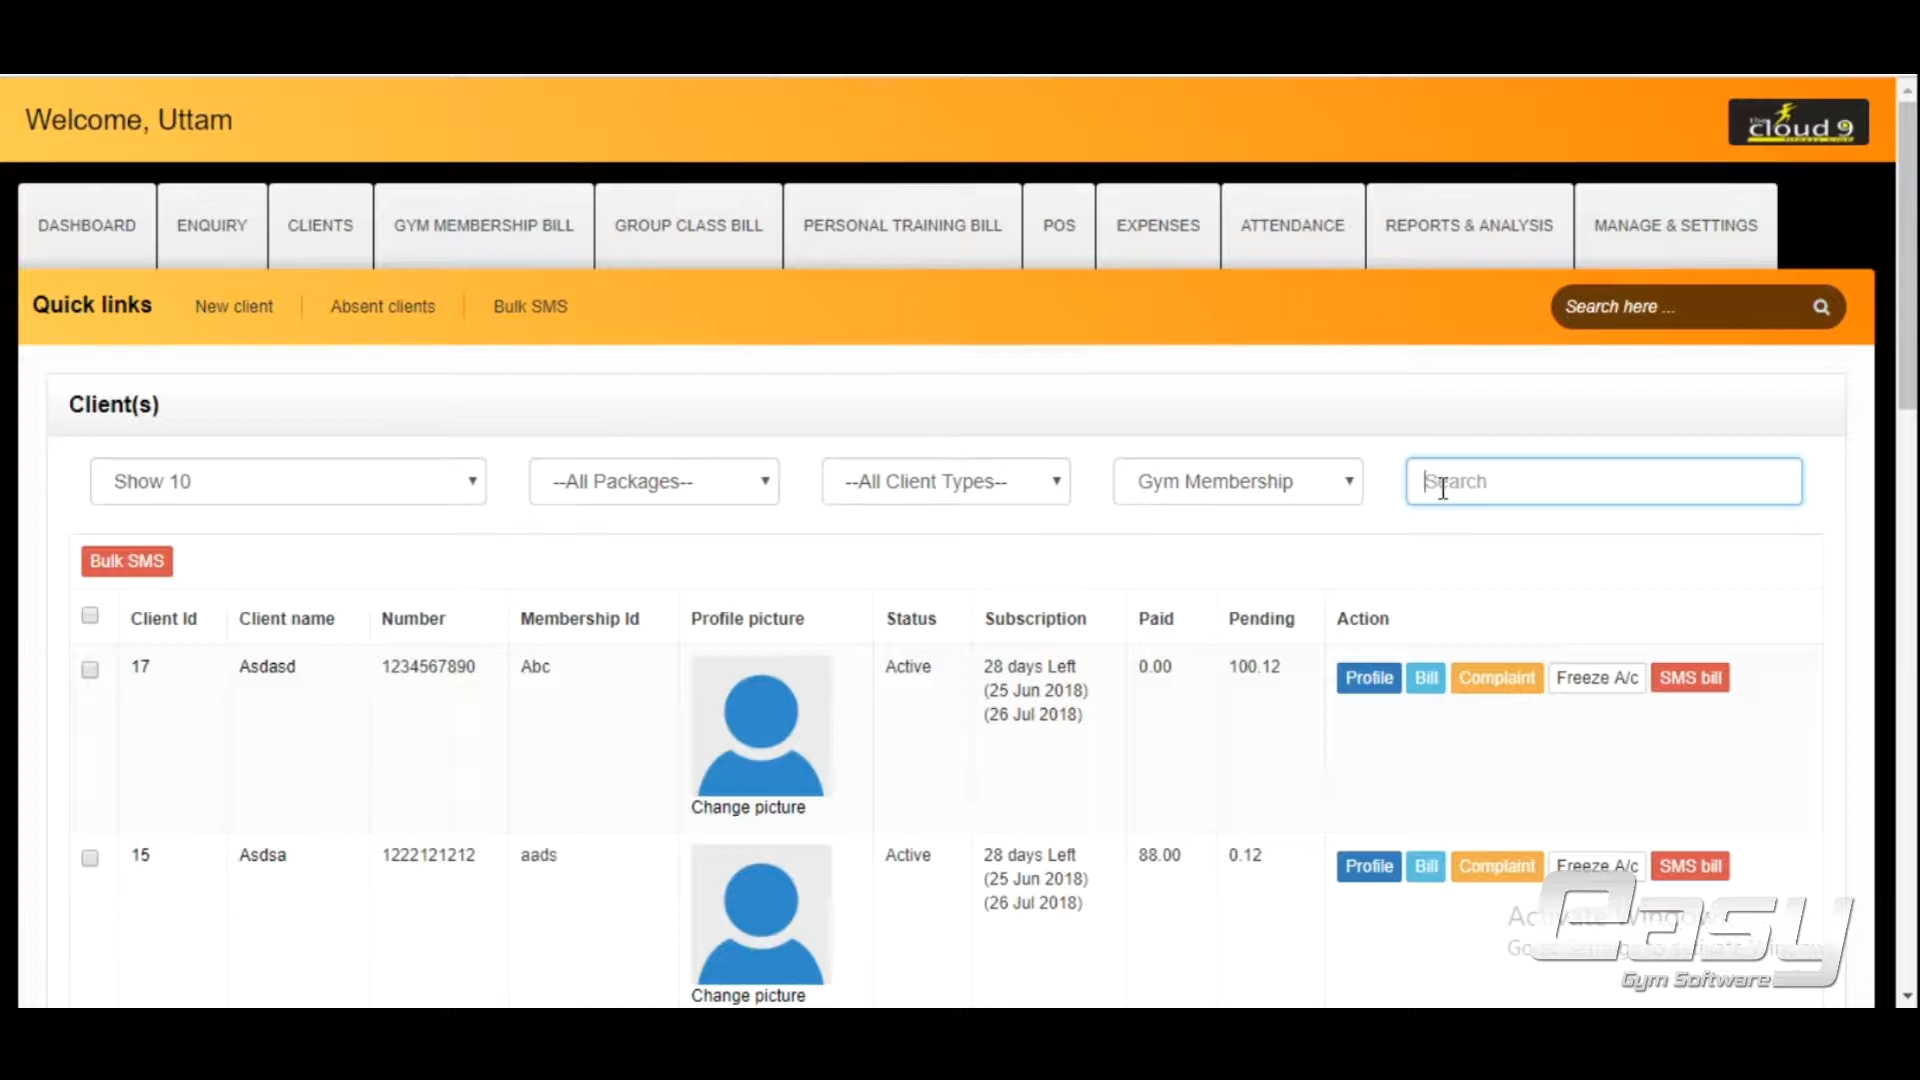 Welcome, Uttam
the cloud 9
DASHBOARD ENQUIRY CLIENTS GYM MEMBERSHIP BILL GROUP CLASS BILL PERSONAL TRAINING BILL POS EXPENSES ATTENDANCE REPORTS & ANALYSIS MANAGE & SETTINGS
Quick links New client Absent clients Bulk SMS Search here ...
Client(s)
Show 10 --All Packages-- --All Client Types-- Gym Membership Search
Bulk SMS
Client Id Client name Number Membership Id Profile picture Status Subscription Paid Pending Action
17 Asdasd 1234567890 Abc Active 28 days Left 0.00 100.12 Profile Bill Complaint Freeze A/c SMS bill
(25 Jun 2018)
(26 Jul 2018)
Change picture
15 Asdsa 1222121212 aads Active 28 days Left 88.00 0.12 Profile Bill Complaint Freeze A/c SMS bill
(25 Jun 2018)
(26 Jul 2018)
Change picture
Activate Windows
easy
Gym Software